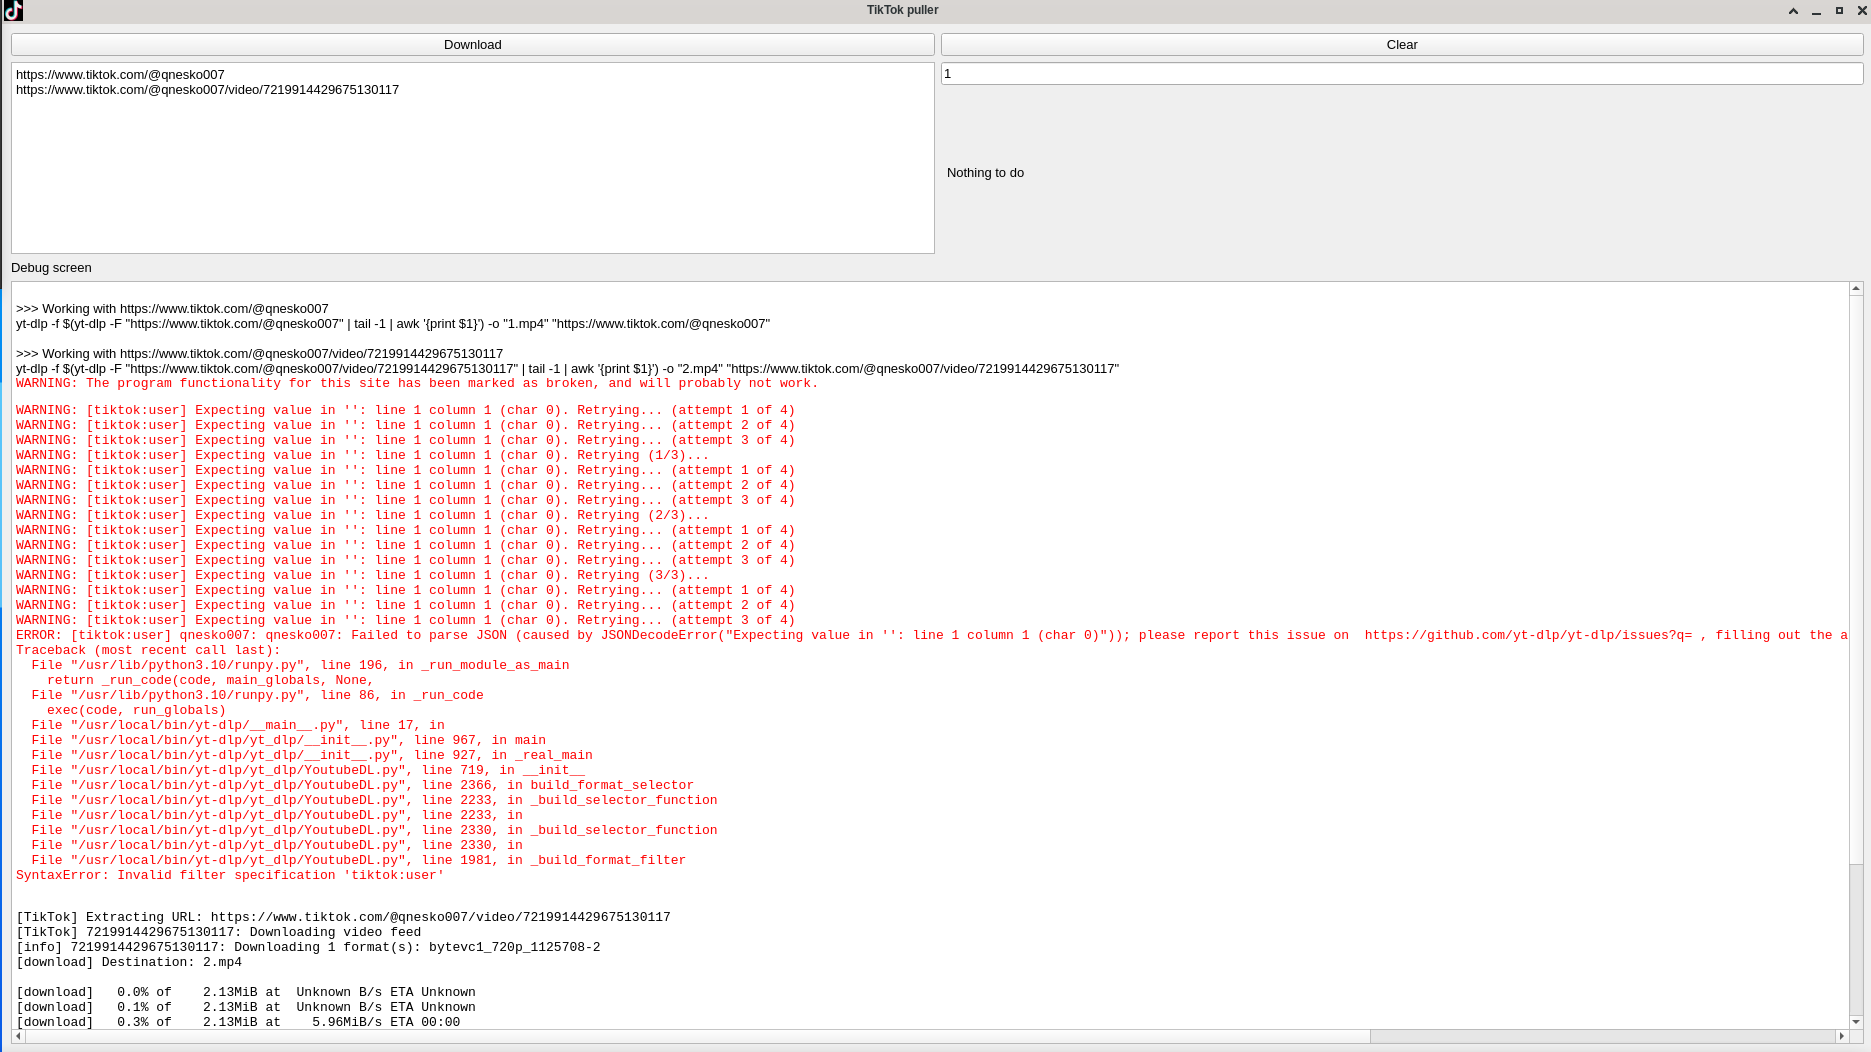 TikTok puller
Download
Clear
https://www.tiktok.com/@qnesko007
https://www.tiktok.com/@qnesko007/video/7219914429675130117
1
Nothing to do
Debug screen
>>> Working with https://www.tiktok.com/@qnesko007
yt-dlp -f $(yt-dlp -F "https://www.tiktok.com/@qnesko007" | tail -1 | awk '{print $1}') -o "1.mp4" "https://www.tiktok.com/@qnesko007"
>>> Working with https://www.tiktok.com/@qnesko007/video/7219914429675130117
yt-dlp -f $(yt-dlp -F "https://www.tiktok.com/@qnesko007/video/7219914429675130117" | tail -1 | awk '{print $1}') -o "2.mp4" "https://www.tiktok.com/@qnesko007/video/7219914429675130117"
WARNING: The program functionality for this site has been marked as broken, and will probably not work.
WARNING: [tiktok:user] Expecting value in '': line 1 column 1 (char 0). Retrying... (attempt 1 of 4)
WARNING: [tiktok:user] Expecting value in '': line 1 column 1 (char 0). Retrying... (attempt 2 of 4)
WARNING: [tiktok:user] Expecting value in '': line 1 column 1 (char 0). Retrying... (attempt 3 of 4)
WARNING: [tiktok:user] Expecting value in '': line 1 column 1 (char 0). Retrying (1/3)...
WARNING: [tiktok:user] Expecting value in '': line 1 column 1 (char 0). Retrying... (attempt 1 of 4)
WARNING: [tiktok:user] Expecting value in '': line 1 column 1 (char 0). Retrying... (attempt 2 of 4)
WARNING: [tiktok:user] Expecting value in '': line 1 column 1 (char 0). Retrying... (attempt 3 of 4)
WARNING: [tiktok:user] Expecting value in '': line 1 column 1 (char 0). Retrying (2/3)...
WARNING: [tiktok:user] Expecting value in '': line 1 column 1 (char 0). Retrying... (attempt 1 of 4)
WARNING: [tiktok:user] Expecting value in '': line 1 column 1 (char 0). Retrying... (attempt 2 of 4)
WARNING: [tiktok:user] Expecting value in '': line 1 column 1 (char 0). Retrying... (attempt 3 of 4)
WARNING: [tiktok:user] Expecting value in '': line 1 column 1 (char 0). Retrying (3/3)...
WARNING: [tiktok:user] Expecting value in '': line 1 column 1 (char 0). Retrying... (attempt 1 of 4)
WARNING: [tiktok:user] Expecting value in '': line 1 column 1 (char 0). Retrying... (attempt 2 of 4)
WARNING: [tiktok:user] Expecting value in '': line 1 column 1 (char 0). Retrying... (attempt 3 of 4)
ERROR: [tiktok:user] qnesko007: qnesko007: Failed to parse JSON (caused by JSONDecodeError("Expecting value in '': line 1 column 1 (char 0)")); please report this issue on  https://github.com/yt-dlp/yt-dlp/issues?q= , filling out the a
Traceback (most recent call last):
  File "/usr/lib/python3.10/runpy.py", line 196, in _run_module_as_main
    return _run_code(code, main_globals, None,
  File "/usr/lib/python3.10/runpy.py", line 86, in _run_code
    exec(code, run_globals)
  File "/usr/local/bin/yt-dlp/__main__.py", line 17, in
  File "/usr/local/bin/yt-dlp/yt_dlp/__init__.py", line 967, in main
  File "/usr/local/bin/yt-dlp/yt_dlp/__init__.py", line 927, in _real_main
  File "/usr/local/bin/yt-dlp/yt_dlp/YoutubeDL.py", line 719, in __init__
  File "/usr/local/bin/yt-dlp/yt_dlp/YoutubeDL.py", line 2366, in build_format_selector
  File "/usr/local/bin/yt-dlp/yt_dlp/YoutubeDL.py", line 2233, in _build_selector_function
  File "/usr/local/bin/yt-dlp/yt_dlp/YoutubeDL.py", line 2233, in
  File "/usr/local/bin/yt-dlp/yt_dlp/YoutubeDL.py", line 2330, in _build_selector_function
  File "/usr/local/bin/yt-dlp/yt_dlp/YoutubeDL.py", line 2330, in
  File "/usr/local/bin/yt-dlp/yt_dlp/YoutubeDL.py", line 1981, in _build_format_filter
SyntaxError: Invalid filter specification 'tiktok:user'
[TikTok] Extracting URL: https://www.tiktok.com/@qnesko007/video/7219914429675130117
[TikTok] 7219914429675130117: Downloading video feed
[info] 7219914429675130117: Downloading 1 format(s): bytevc1_720p_1125708-2
[download] Destination: 2.mp4
[download]   0.0% of    2.13MiB at  Unknown B/s ETA Unknown
[download]   0.1% of    2.13MiB at  Unknown B/s ETA Unknown
[download]   0.3% of    2.13MiB at    5.96MiB/s ETA 00:00